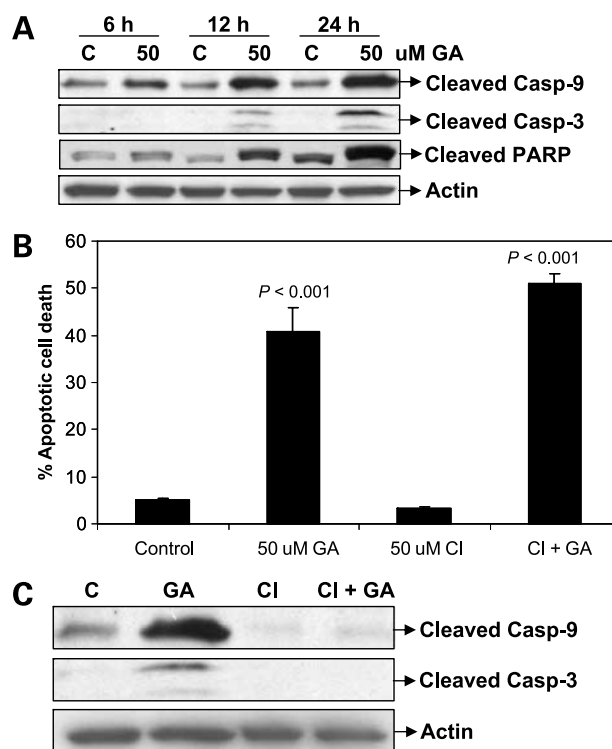 A
6 h 12 h 24 h
C 50 C 50 C 50 uM GA
Cleaved Casp-9
Cleaved Casp-3
Cleaved PARP
Actin
B
% Apoptotic cell death
60
50
40
30
20
10
0
P < 0.001
P < 0.001
Control 50 uM GA 50 uM CI CI + GA
C
C GA CI CI + GA
Cleaved Casp-9
Cleaved Casp-3
Actin